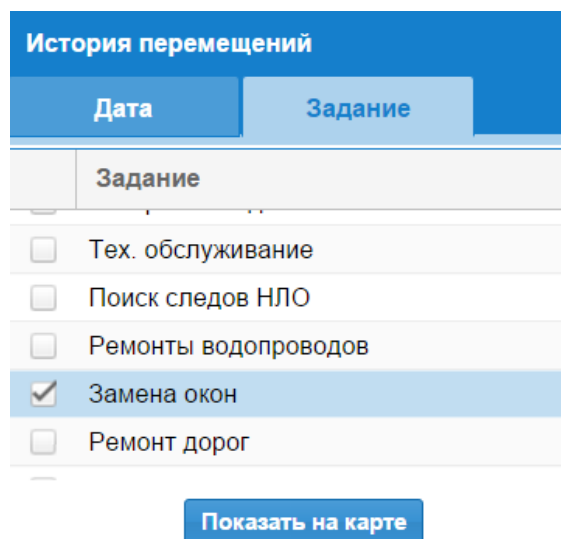 История перемещений
Дата Задание
Задание
Тех. обслуживание
Поиск следов НЛО
Ремонты водопроводов
Замена окон
Ремонт дорог
Показать на карте